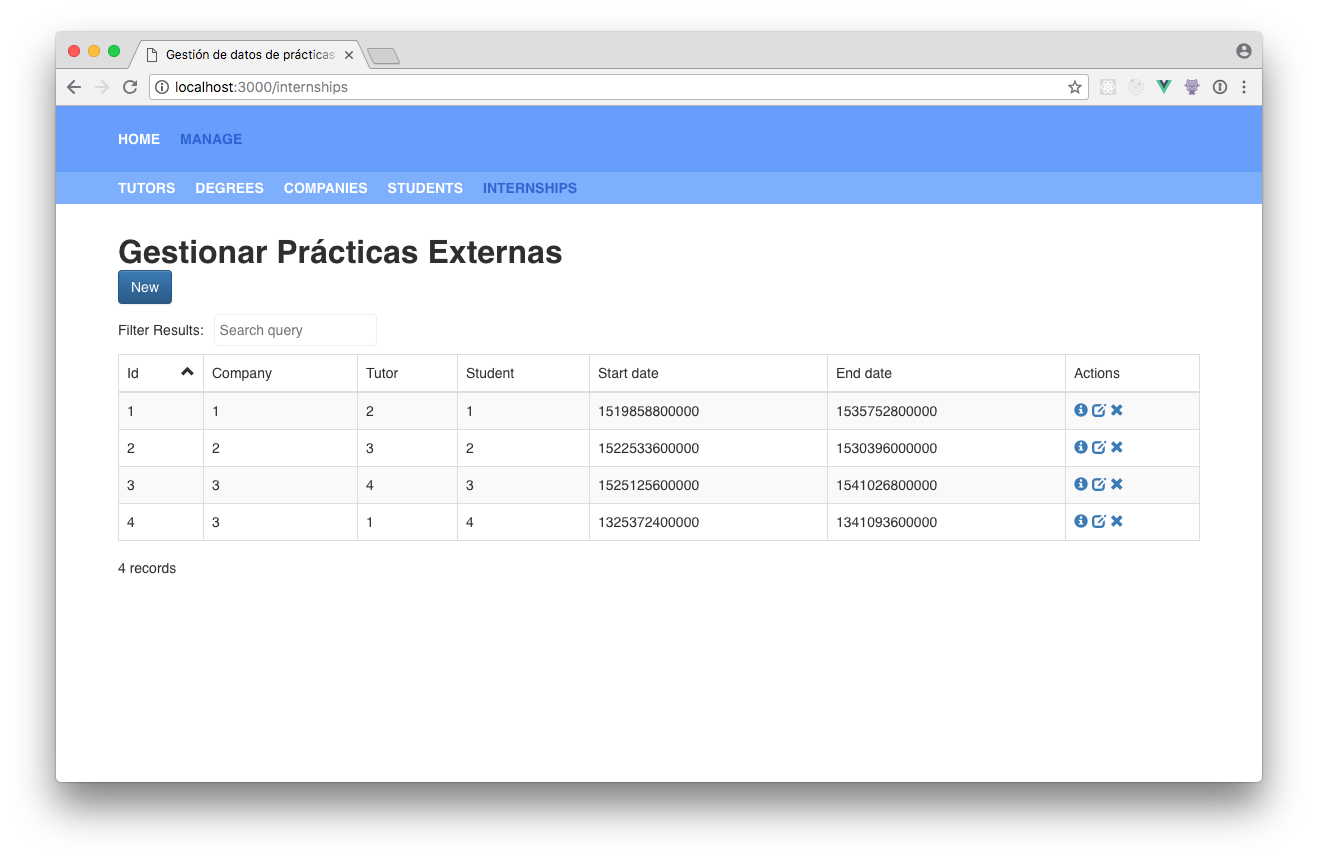 Gestión de datos de prácticas
localhost:3000/internships
HOME MANAGE
TUTORS DEGREES COMPANIES STUDENTS INTERNSHIPS
Gestionar Prácticas Externas
New
Filter Results: Search query
Id Company Tutor Student Start date End date Actions
1 1 2 1 1519858800000 1535752800000
2 2 3 2 1522533600000 1530396000000
3 3 4 3 1525125600000 1541026800000
4 3 1 4 1325372400000 1341093600000
4 records